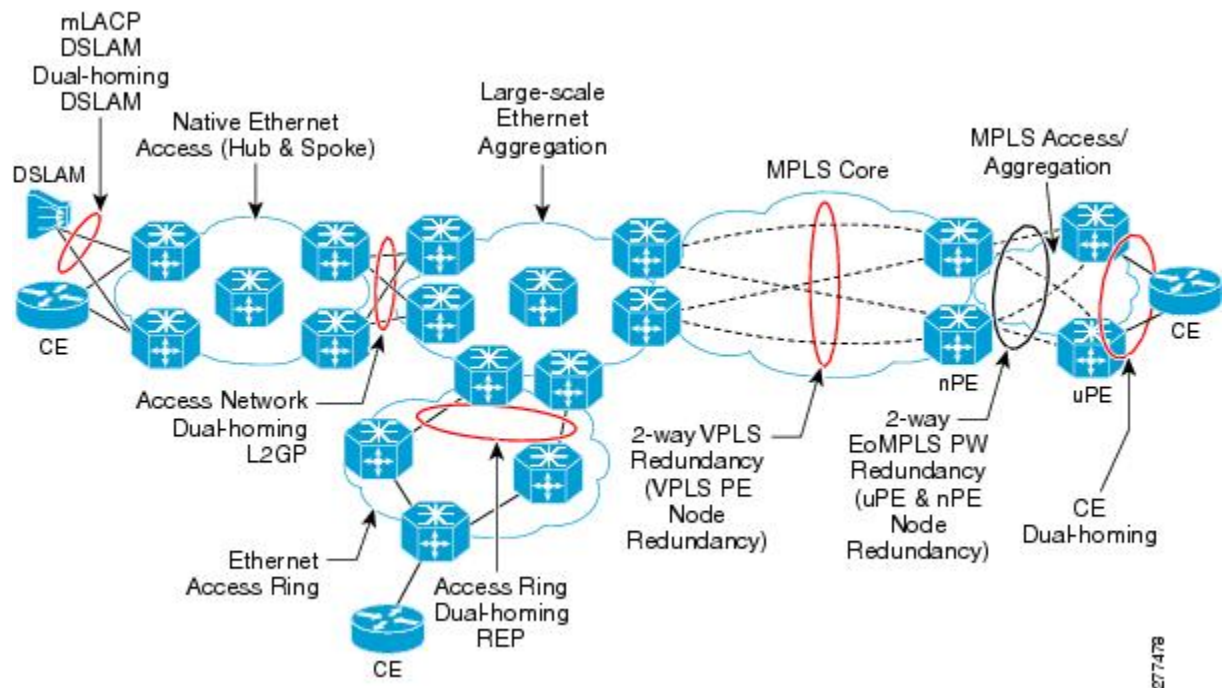 mLACP
DSLAM
Dual-homing
DSLAM
Native Ethernet
Access (Hub & Spoke)
Large-scale
Ethernet
Aggregation
MPLS Core
MPLS Access/
Aggregation
DSLAM
CE
CE
nPE
uPE
Access Network
Dual-homing
L2GP
2-way VPLS
Redundancy
(VPLS PE
Node
Redundancy)
2-way
EoMPLS PW
Redundancy
(uPE & nPE
Node
Redundancy)
CE
Dual-homing
Ethernet
Access Ring
Access Ring
Dual-homing
REP
CE
277478